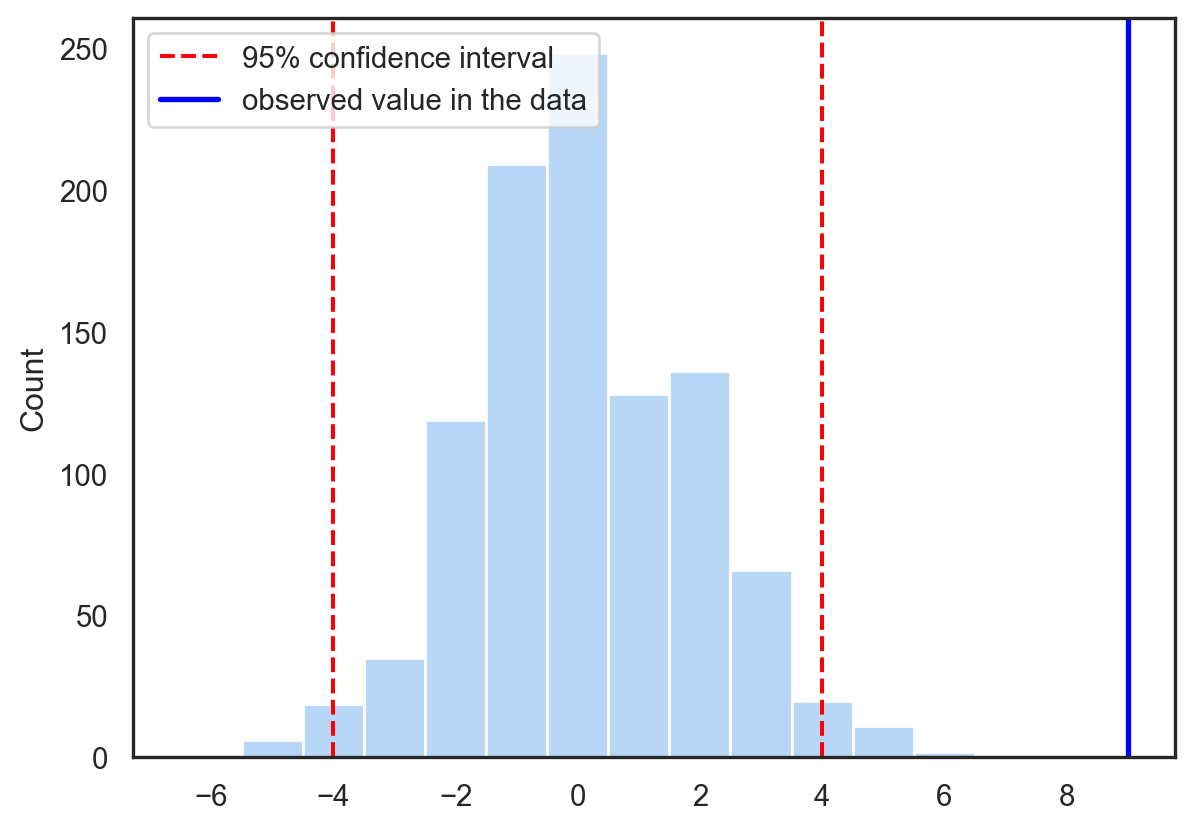 95% confidence interval
observed value in the data
250
200
150
100
50
0
Count
−6 −4 −2 0 2 4 6 8